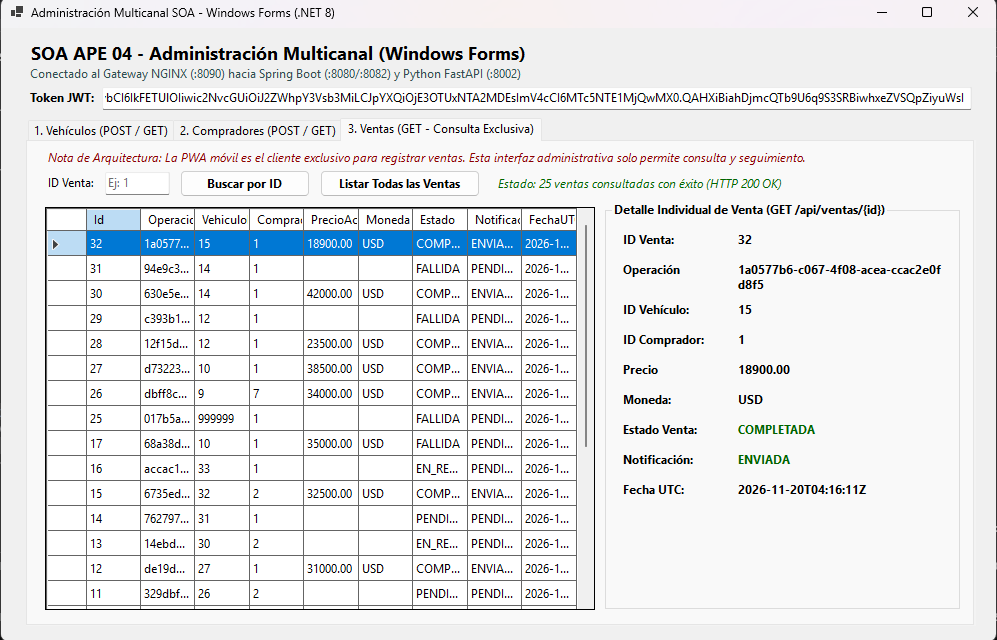 Administración Multicanal SOA - Windows Forms (.NET 8)
SOA APE 04 - Administración Multicanal (Windows Forms)
Conectado al Gateway NGINX (:8090) hacia Spring Boot (:8080/:8082) y Python FastAPI (:8002)
Token JWT:
1. Vehículos (POST / GET) 2. Compradores (POST / GET) 3. Ventas (GET - Consulta Exclusiva)
Nota de Arquitectura: La PWA móvil es el cliente exclusivo para registrar ventas. Esta interfaz administrativa solo permite consulta y seguimiento.
ID Venta: Ej: 1 Buscar por ID Listar Todas las Ventas Estado: 25 ventas consultadas con éxito (HTTP 200 OK)
Id Operacic Vehiculo Compra PrecioAc Moneda Estado Notificac FechaUT
32 1a0577... 15 1 18900.00 USD COMP... ENVIA... 2026-1...
31 94e9c3... 14 1 FALLIDA PENDI... 2026-1...
30 630e5e... 14 1 42000.00 USD COMP... ENVIA... 2026-1...
29 c393b1... 12 1 FALLIDA PENDI... 2026-1...
28 12f15d... 12 1 23500.00 USD COMP... ENVIA... 2026-1...
27 d73223... 10 1 38500.00 USD COMP... ENVIA... 2026-1...
26 dbff8c... 9 7 34000.00 USD COMP... ENVIA... 2026-1...
25 017b5a... 999999 1 FALLIDA PENDI... 2026-1...
17 68a38d... 10 1 35000.00 USD FALLIDA PENDI... 2026-1...
16 accac1... 33 1 EN_RE... PENDI... 2026-1...
15 6735ed... 32 2 32500.00 USD COMP... ENVIA... 2026-1...
14 762797... 31 1 PENDI... PENDI... 2026-1...
13 14ebd... 30 2 EN_RE... PENDI... 2026-1...
12 de19d... 27 1 31000.00 USD COMP... ENVIA... 2026-1...
11 329dbf... 26 2 PENDI... PENDI... 2026-1...
Detalle Individual de Venta (GET /api/ventas/{id})
ID Venta: 32
Operación 1a0577b6-c067-4f08-acea-ccac2e0f
d8f5
ID Vehículo: 15
ID Comprador: 1
Precio 18900.00
Moneda: USD
Estado Venta: COMPLETADA
Notificación: ENVIADA
Fecha UTC: 2026-11-20T04:16:11Z